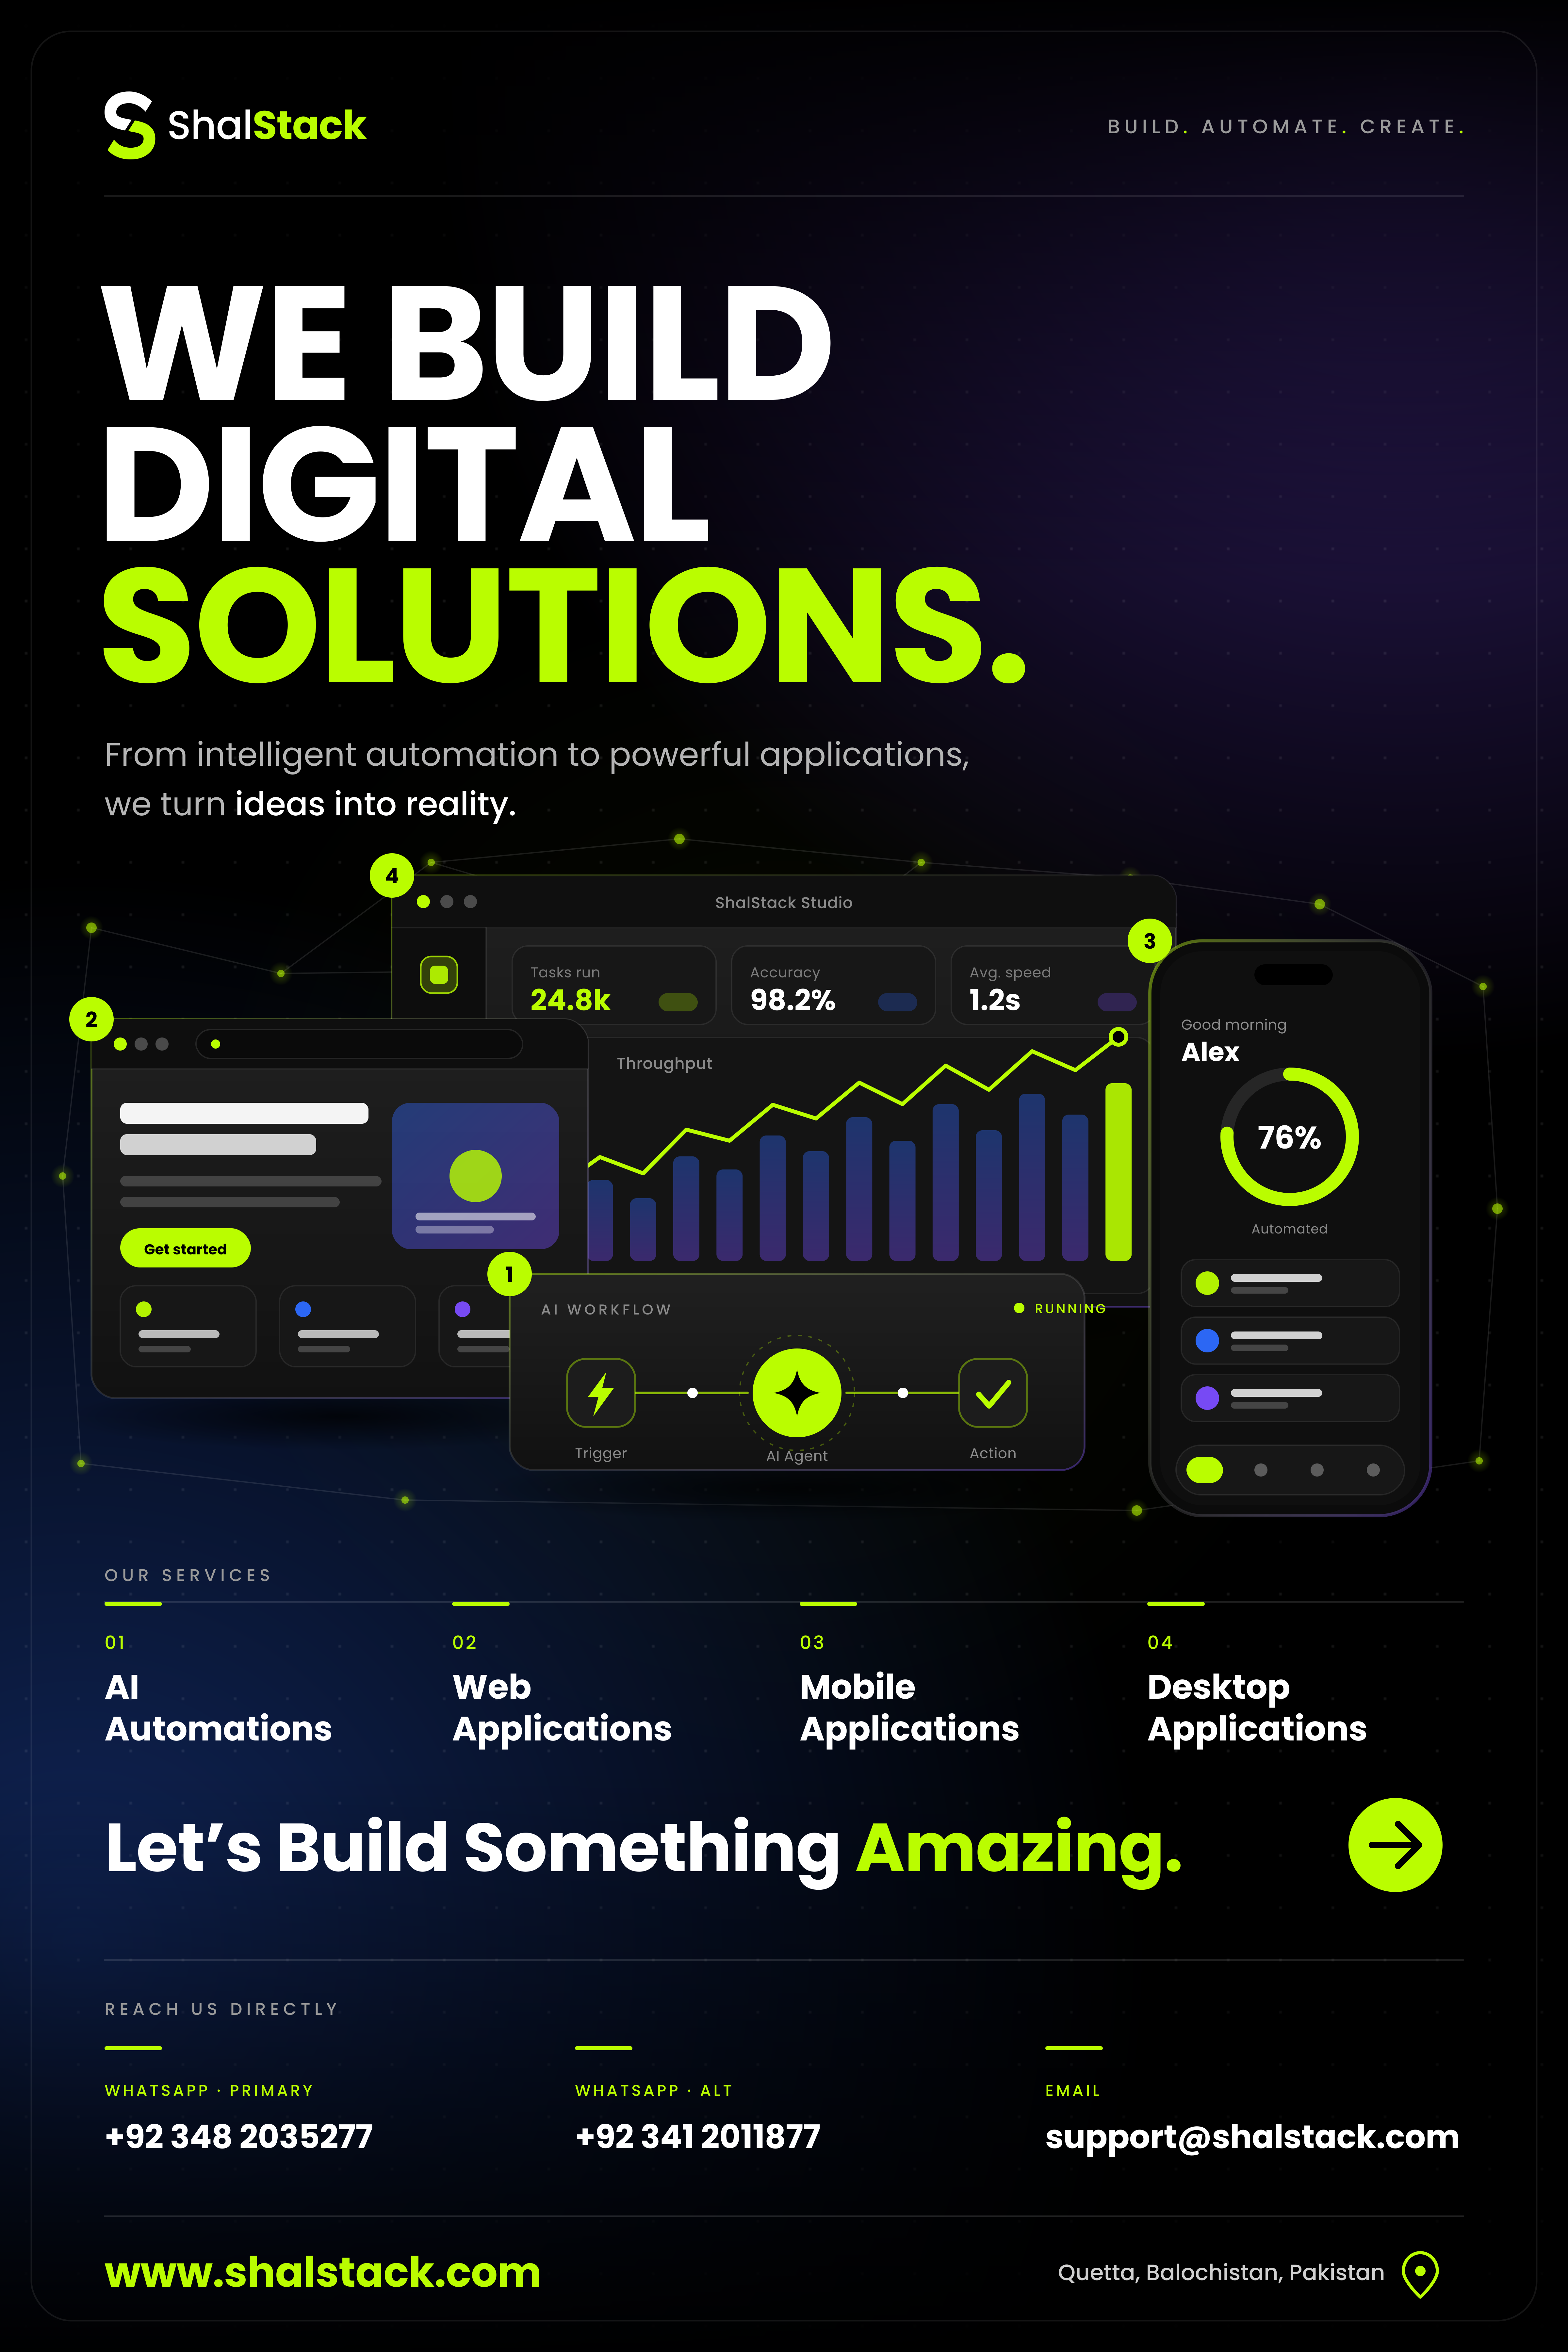 ShalStack
BUILD. AUTOMATE. CREATE.
WE BUILD
DIGITAL
SOLUTIONS.
From intelligent automation to powerful applications,
we turn ideas into reality.
4
ShalStack Studio
3
Tasks run
24.8k
Accuracy
98.2%
Avg. speed
1.2s
2
Good morning
Alex
Throughput
76%
Automated
Get started
1
AI WORKFLOW
RUNNING
Trigger
AI Agent
Action
OUR SERVICES
01
AI
Automations
02
Web
Applications
03
Mobile
Applications
04
Desktop
Applications
Let’s Build Something Amazing.
REACH US DIRECTLY
WHATSAPP · PRIMARY
+92 348 2035277
WHATSAPP · ALT
+92 341 2011877
EMAIL
support@shalstack.com
www.shalstack.com
Quetta, Balochistan, Pakistan